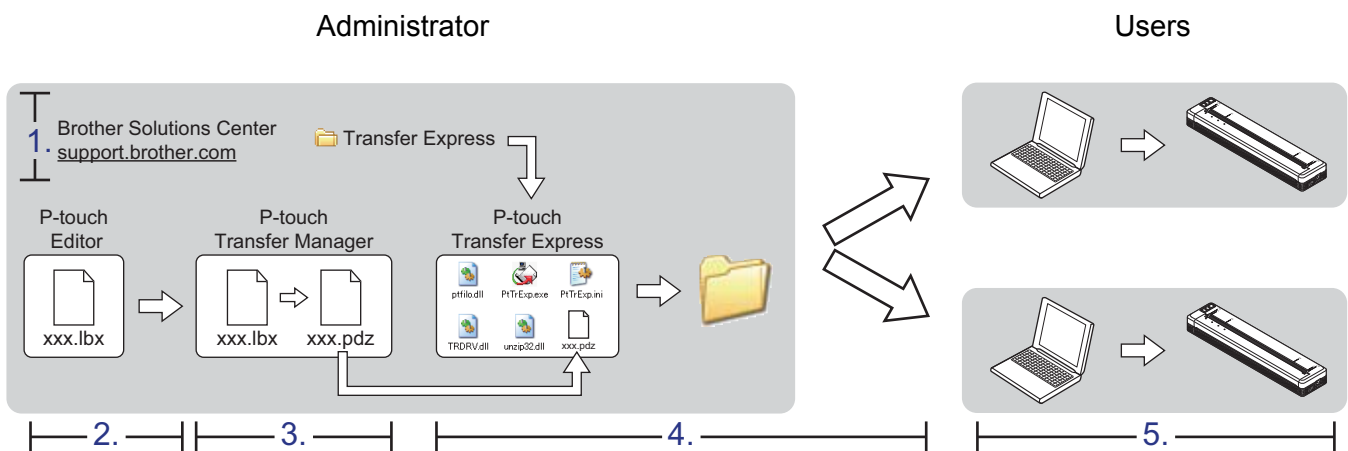 Administrator
Users
1.
Brother Solutions Center
support.brother.com
Transfer Express
P-touch
Editor
xxx.lbx
P-touch
Transfer Manager
xxx.lbx
xxx.pdz
P-touch
Transfer Express
ptfilo.dll
PtTrExp.exe
PtTrExp.ini
TRDRV.dll
unzip32.dll
xxx.pdz
2.
3.
4.
5.